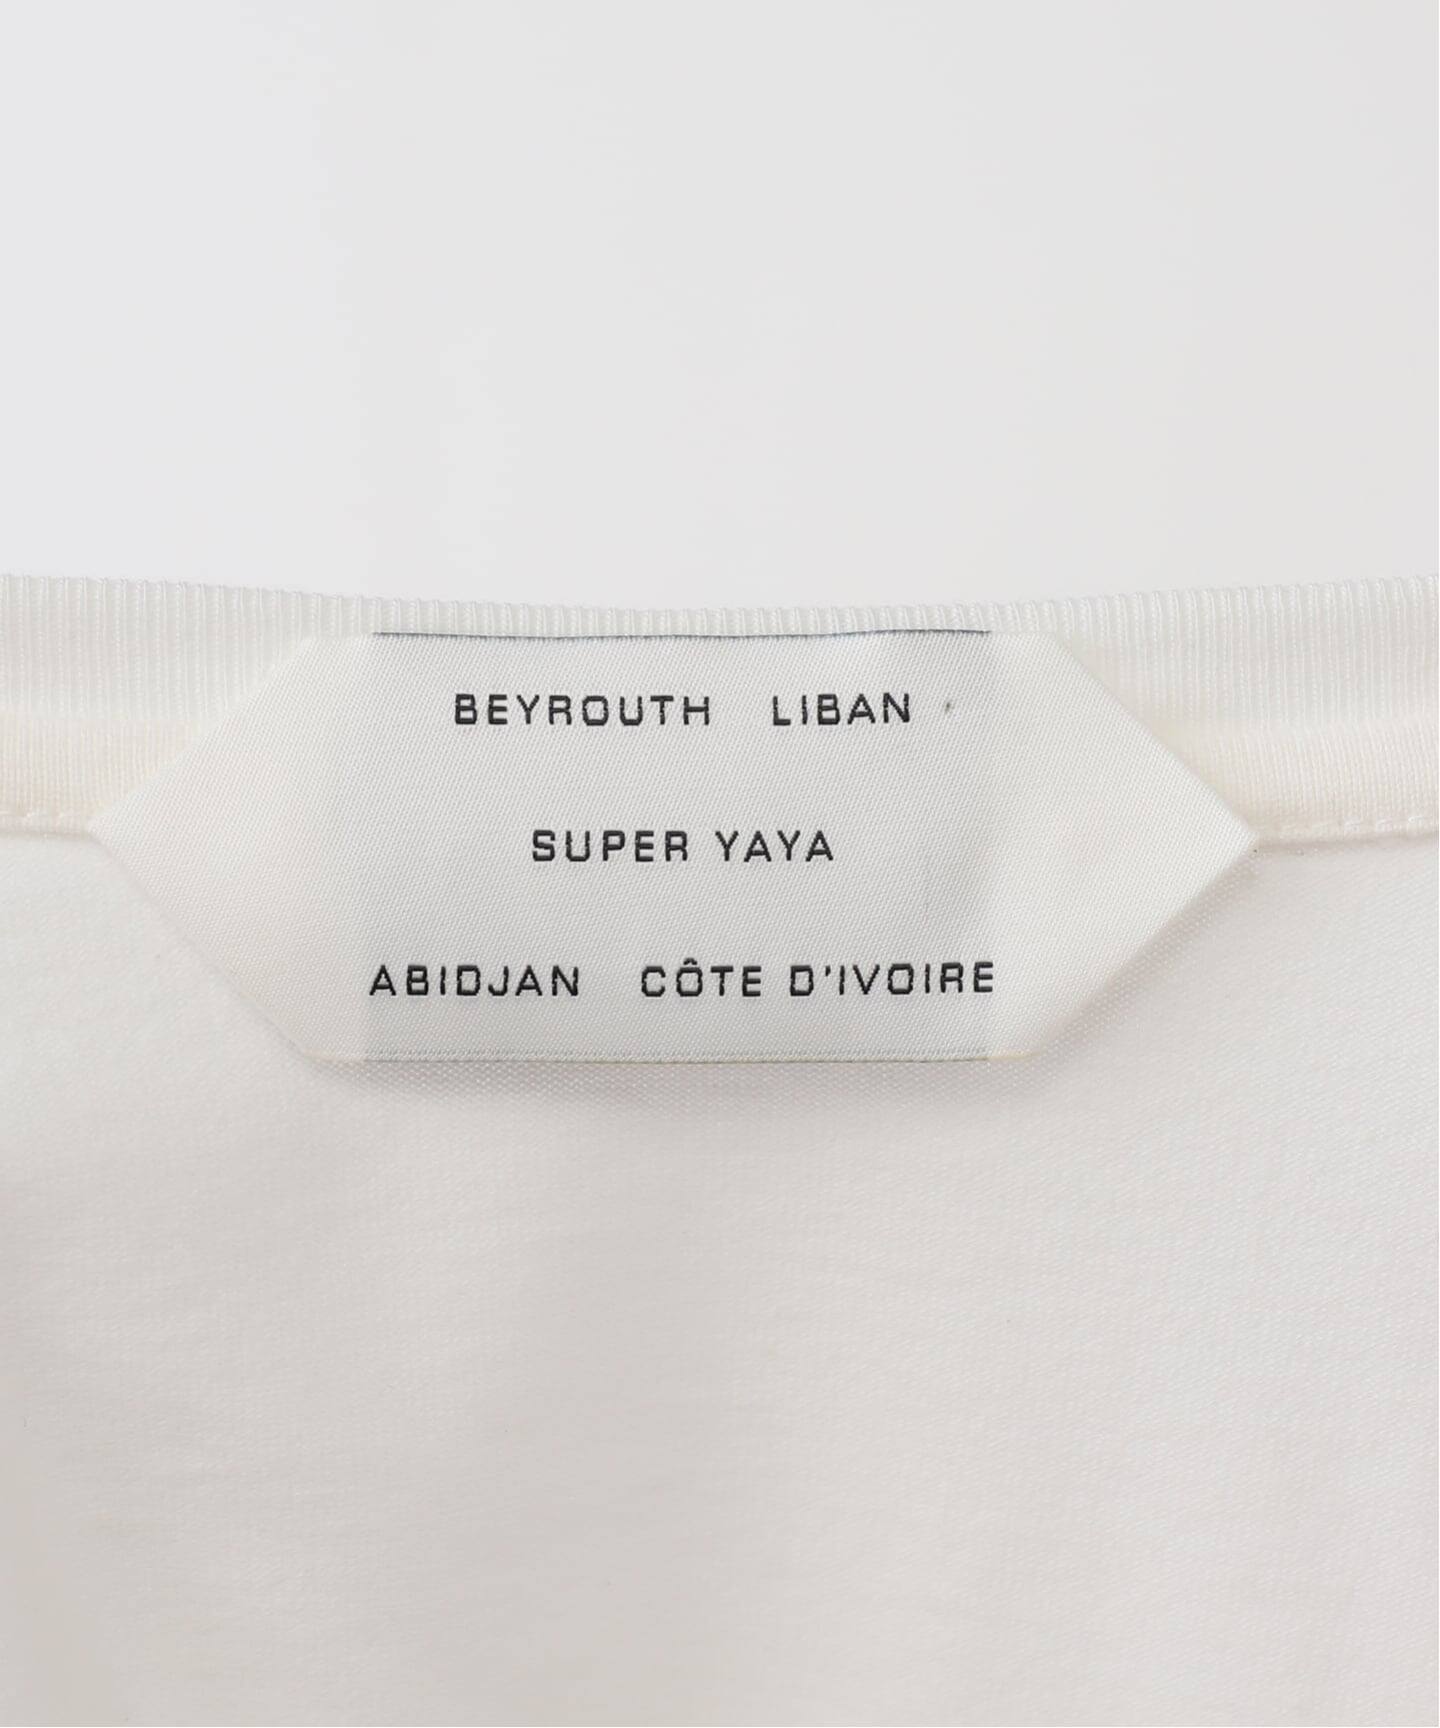 BEYROUTH LIBAN
SUPER YAYA
ABIDJAN CÔTE D'IVOIRE